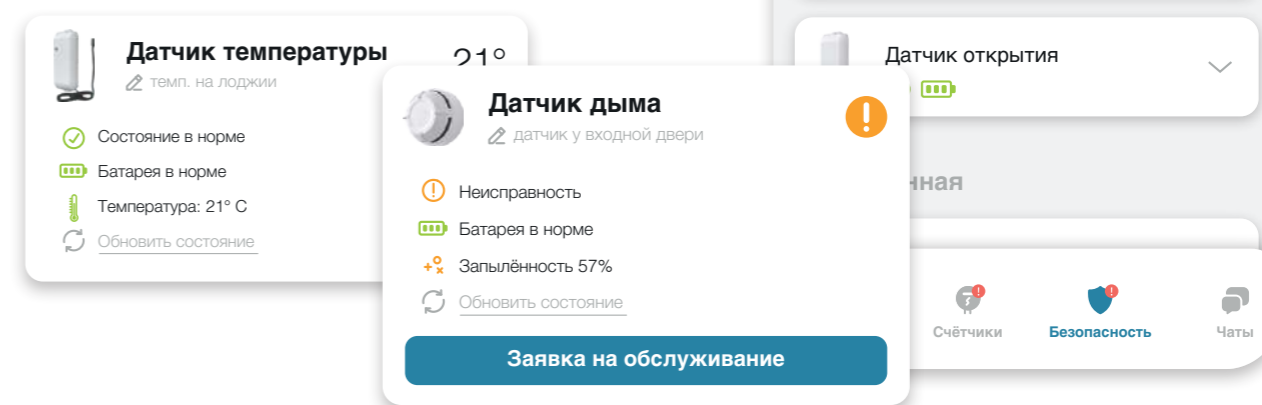 Датчик температуры
21°
темп. на лоджии
Состояние в норме
Батарея в норме
Температура: 21° C
Обновить состояние
Датчик дыма
датчик у входной двери
Неисправность
Батарея в норме
Запылённость 57%
Обновить состояние
Заявка на обслуживание
Датчик открытия
Счётчики
Безопасность
Чаты